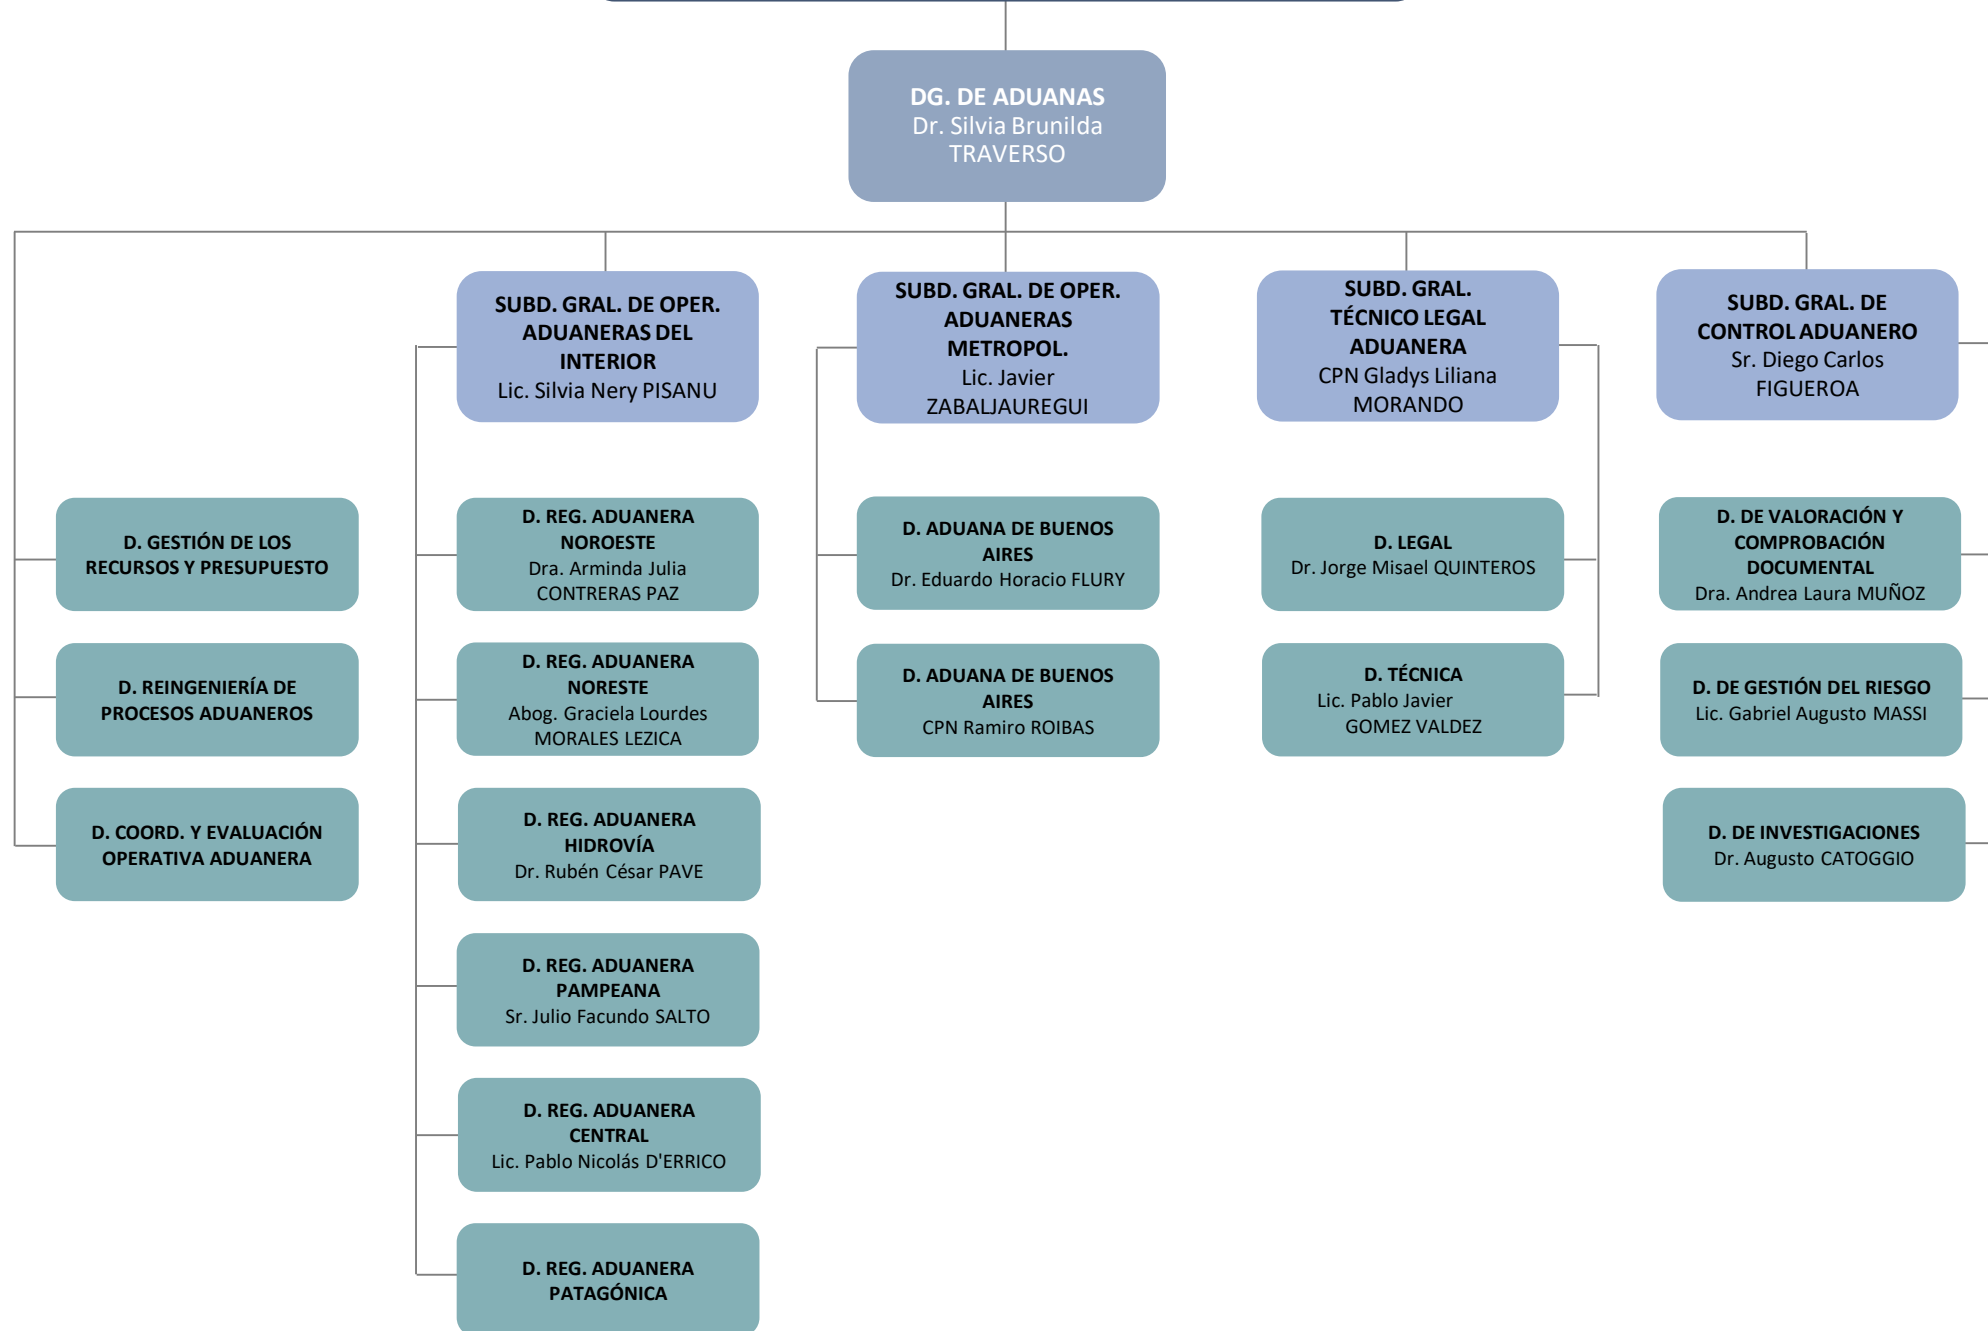 DG. DE ADUANAS
Dr. Silvia Brunilda
TRAVERSO
SUBD. GRAL. DE OPER.
ADUANERAS DEL
INTERIOR
Lic. Silvia Nery PISANU
SUBD. GRAL. DE OPER.
ADUANERAS
METROPOL.
Lic. Javier
ZABALJAUREGUI
SUBD. GRAL.
TÉCNICO LEGAL
ADUANERA
CPN Gladys Liliana
MORANDO
SUBD. GRAL. DE
CONTROL ADUANERO
Sr. Diego Carlos
FIGUEROA
D. GESTIÓN DE LOS
RECURSOS Y PRESUPUESTO
D. REINGENIERÍA DE
PROCESOS ADUANEROS
D. COORD. Y EVALUACIÓN
OPERATIVA ADUANERA
D. REG. ADUANERA
NOROESTE
Dra. Arminda Julia
CONTRERAS PAZ
D. REG. ADUANERA
NORESTE
Abog. Graciela Lourdes
MORALES LEZICA
D. REG. ADUANERA
HIDROVÍA
Dr. Rubén César PAVE
D. REG. ADUANERA
PAMPEANA
Sr. Julio Facundo SALTO
D. REG. ADUANERA
CENTRAL
Lic. Pablo Nicolás D'ERRICO
D. REG. ADUANERA
PATAGÓNICA
D. ADUANA DE BUENOS
AIRES
Dr. Eduardo Horacio FLURY
D. ADUANA DE BUENOS
AIRES
CPN Ramiro ROIBAS
D. LEGAL
Dr. Jorge Misael QUINTEROS
D. TÉCNICA
Lic. Pablo Javier
GOMEZ VALDEZ
D. DE VALORACIÓN Y
COMPROBACIÓN
DOCUMENTAL
Dra. Andrea Laura MUÑOZ
D. DE GESTIÓN DEL RIESGO
Lic. Gabriel Augusto MASSI
D. DE INVESTIGACIONES
Dr. Augusto CATOGGIO